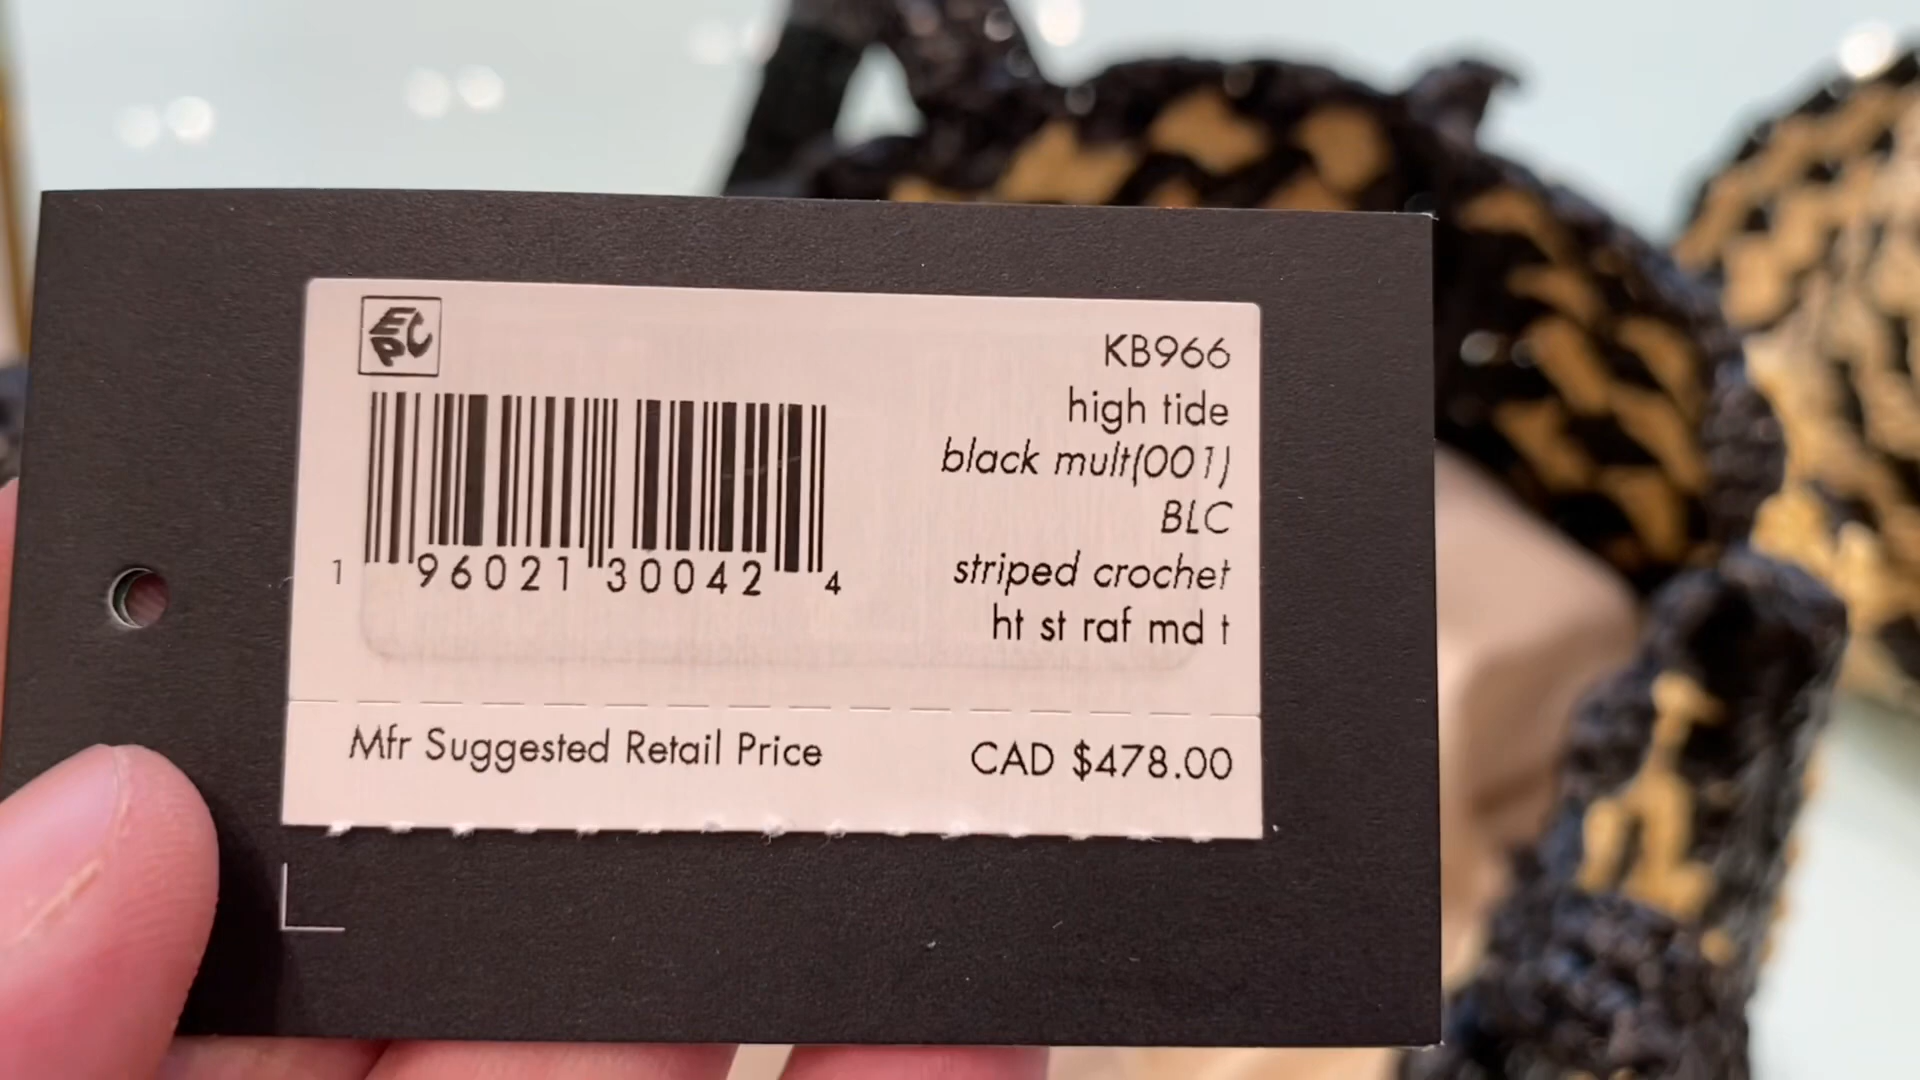 EPC
KB966
high tide
black mult(001)
BLC
striped crochet
ht st raf md t
1 96021 30042 4
Mfr Suggested Retail Price CAD $478.00